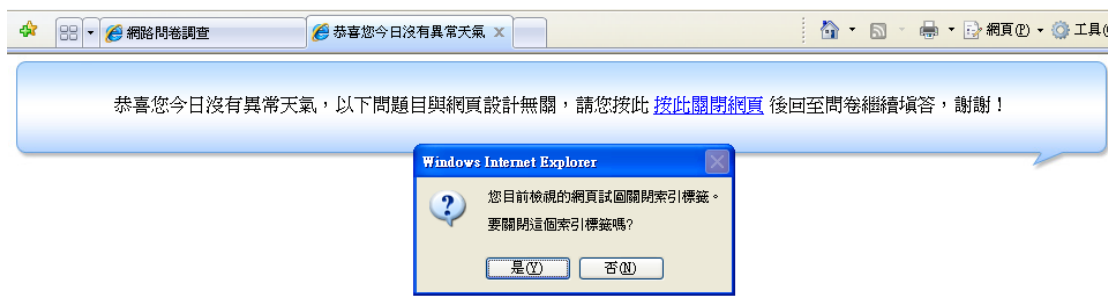 網路問卷調查
恭喜您今日沒有異常天氣
網頁(P)
工具(
恭喜您今日沒有異常天氣，以下問題目與網頁設計無關，請您按此 按此關閉網頁 後回至問卷繼續填答，謝謝！
Windows Internet Explorer
您目前檢視的網頁試圖關閉索引標籤。
要關閉這個索引標籤嗎?
是(Y)
否(N)